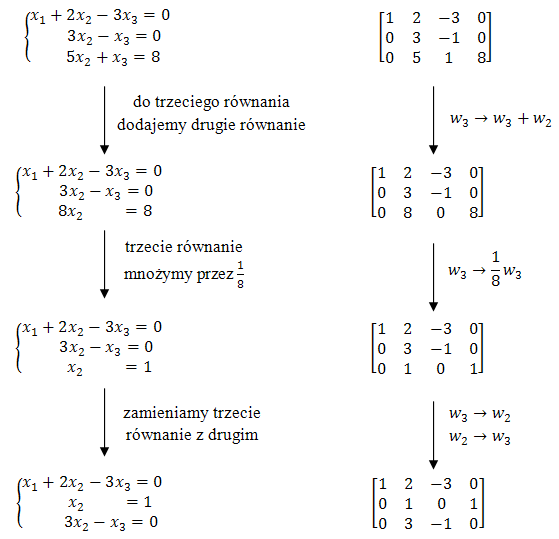 x₁ + 2x₂ − 3x₃ = 0
3x₂ − x₃ = 0
5x₂ + x₃ = 8
[1 2 −3 0]
[0 3 −1 0]
[0 5 1 8]
do trzeciego równania
dodajemy drugie równanie
w₃ → w₃ + w₂
x₁ + 2x₂ − 3x₃ = 0
3x₂ − x₃ = 0
8x₂ = 8
[1 2 −3 0]
[0 3 −1 0]
[0 8 0 8]
trzecie równanie
mnożymy przez 1/8
w₃ → 1/8 w₃
x₁ + 2x₂ − 3x₃ = 0
3x₂ − x₃ = 0
x₂ = 1
[1 2 −3 0]
[0 3 −1 0]
[0 1 0 1]
zamieniamy trzecie
równanie z drugim
w₃ → w₂
w₂ → w₃
x₁ + 2x₂ − 3x₃ = 0
x₂ = 1
3x₂ − x₃ = 0
[1 2 −3 0]
[0 1 0 1]
[0 3 −1 0]